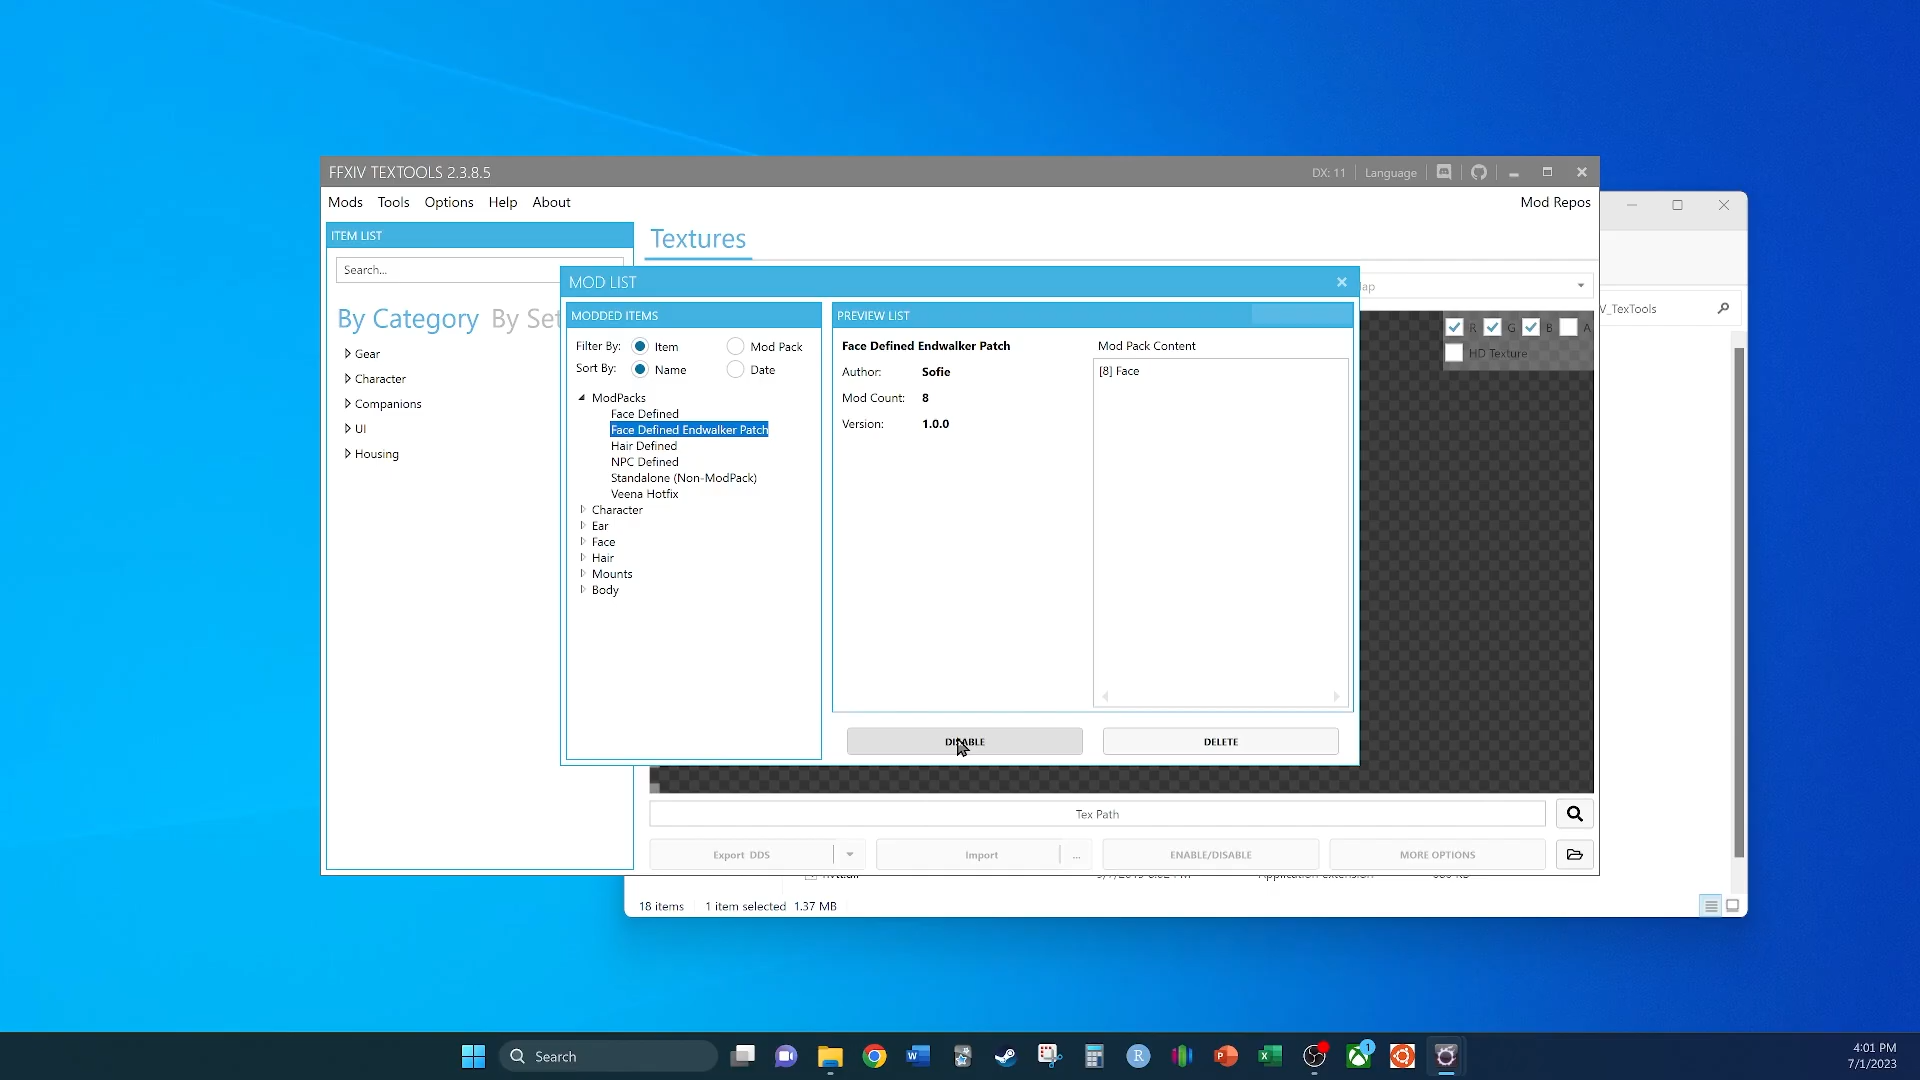 FFXIV TEXTOOLS 2.3.8.5
DX: 11
Language
Mods Tools Options Help About
Mod Repos
ITEM LIST
Search...
By Category By Set
Gear
Character
Companions
UI
Housing
Textures
V_TexTools
R G B A
HD Texture
MOD LIST
MODDED ITEMS
Filter By: Item Mod Pack
Sort By: Name Date
ModPacks
Face Defined
Face Defined Endwalker Patch
Hair Defined
NPC Defined
Standalone (Non-ModPack)
Veena Hotfix
Character
Ear
Face
Hair
Mounts
Body
PREVIEW LIST
Face Defined Endwalker Patch
Author: Sofie
Mod Count: 8
Version: 1.0.0
Mod Pack Content
[8] Face
DISABLE
DELETE
Tex Path
Export DDS
Import
...
ENABLE/DISABLE
MORE OPTIONS
18 items 1 item selected 1.37 MB
Search
1
4:01 PM
7/1/2023